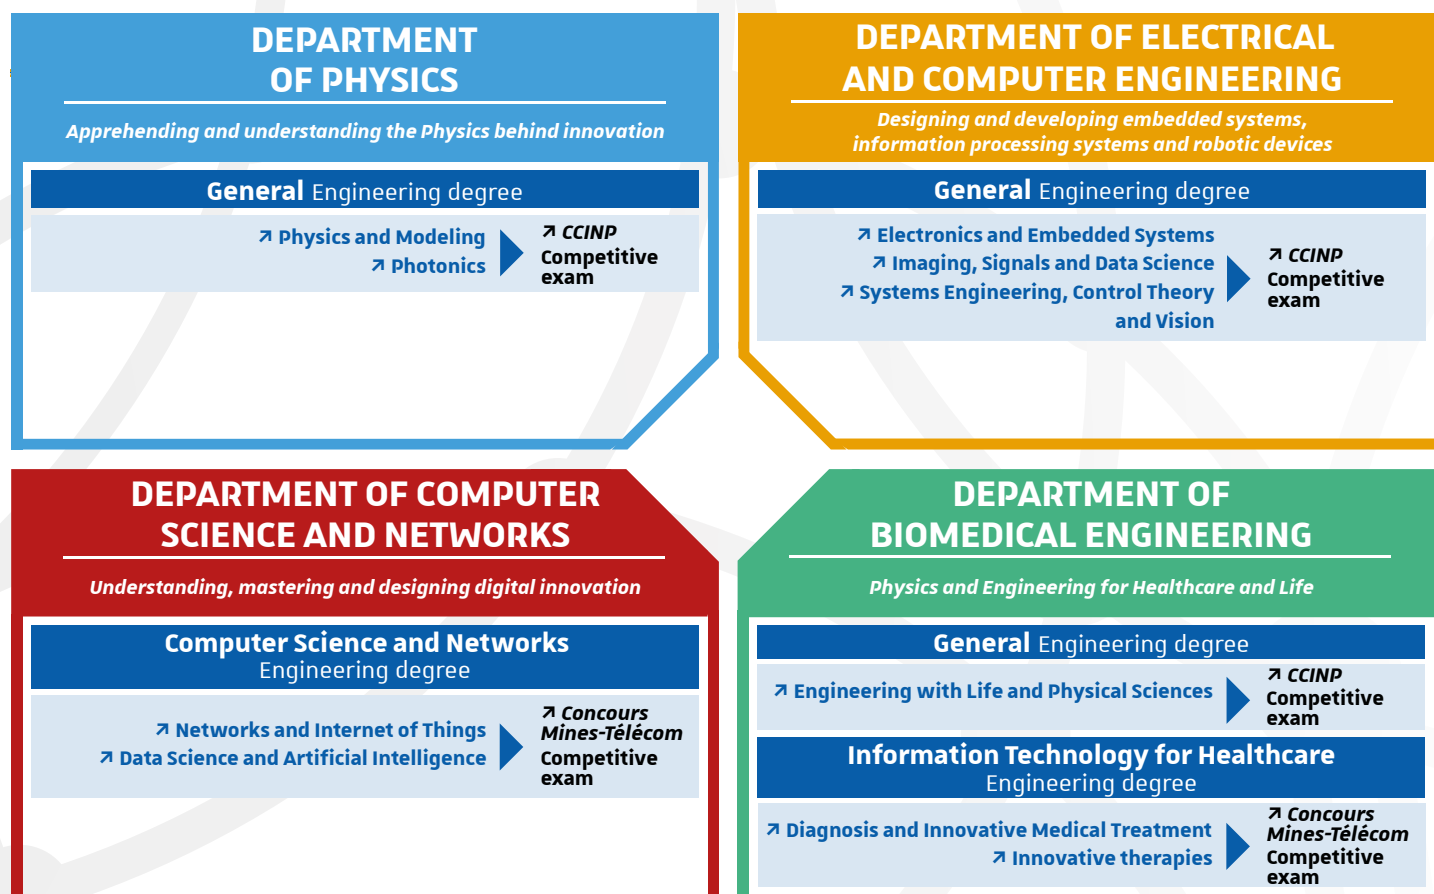 DEPARTMENT
OF PHYSICS
Apprehending and understanding the Physics behind innovation
General Engineering degree
↗ Physics and Modeling
↗ Photonics
↗ CCINP
Competitive
exam
DEPARTMENT OF ELECTRICAL
AND COMPUTER ENGINEERING
Designing and developing embedded systems,
information processing systems and robotic devices
General Engineering degree
↗ Electronics and Embedded Systems
↗ Imaging, Signals and Data Science
↗ Systems Engineering, Control Theory
and Vision
↗ CCINP
Competitive
exam
DEPARTMENT OF COMPUTER
SCIENCE AND NETWORKS
Understanding, mastering and designing digital innovation
Computer Science and Networks
Engineering degree
↗ Networks and Internet of Things
↗ Data Science and Artificial Intelligence
↗ Concours
Mines-Télécom
Competitive
exam
DEPARTMENT OF
BIOMEDICAL ENGINEERING
Physics and Engineering for Healthcare and Life
General Engineering degree
↗ Engineering with Life and Physical Sciences
↗ CCINP
Competitive
exam
Information Technology for Healthcare
Engineering degree
↗ Diagnosis and Innovative Medical Treatment
↗ Innovative therapies
↗ Concours
Mines-Télécom
Competitive
exam